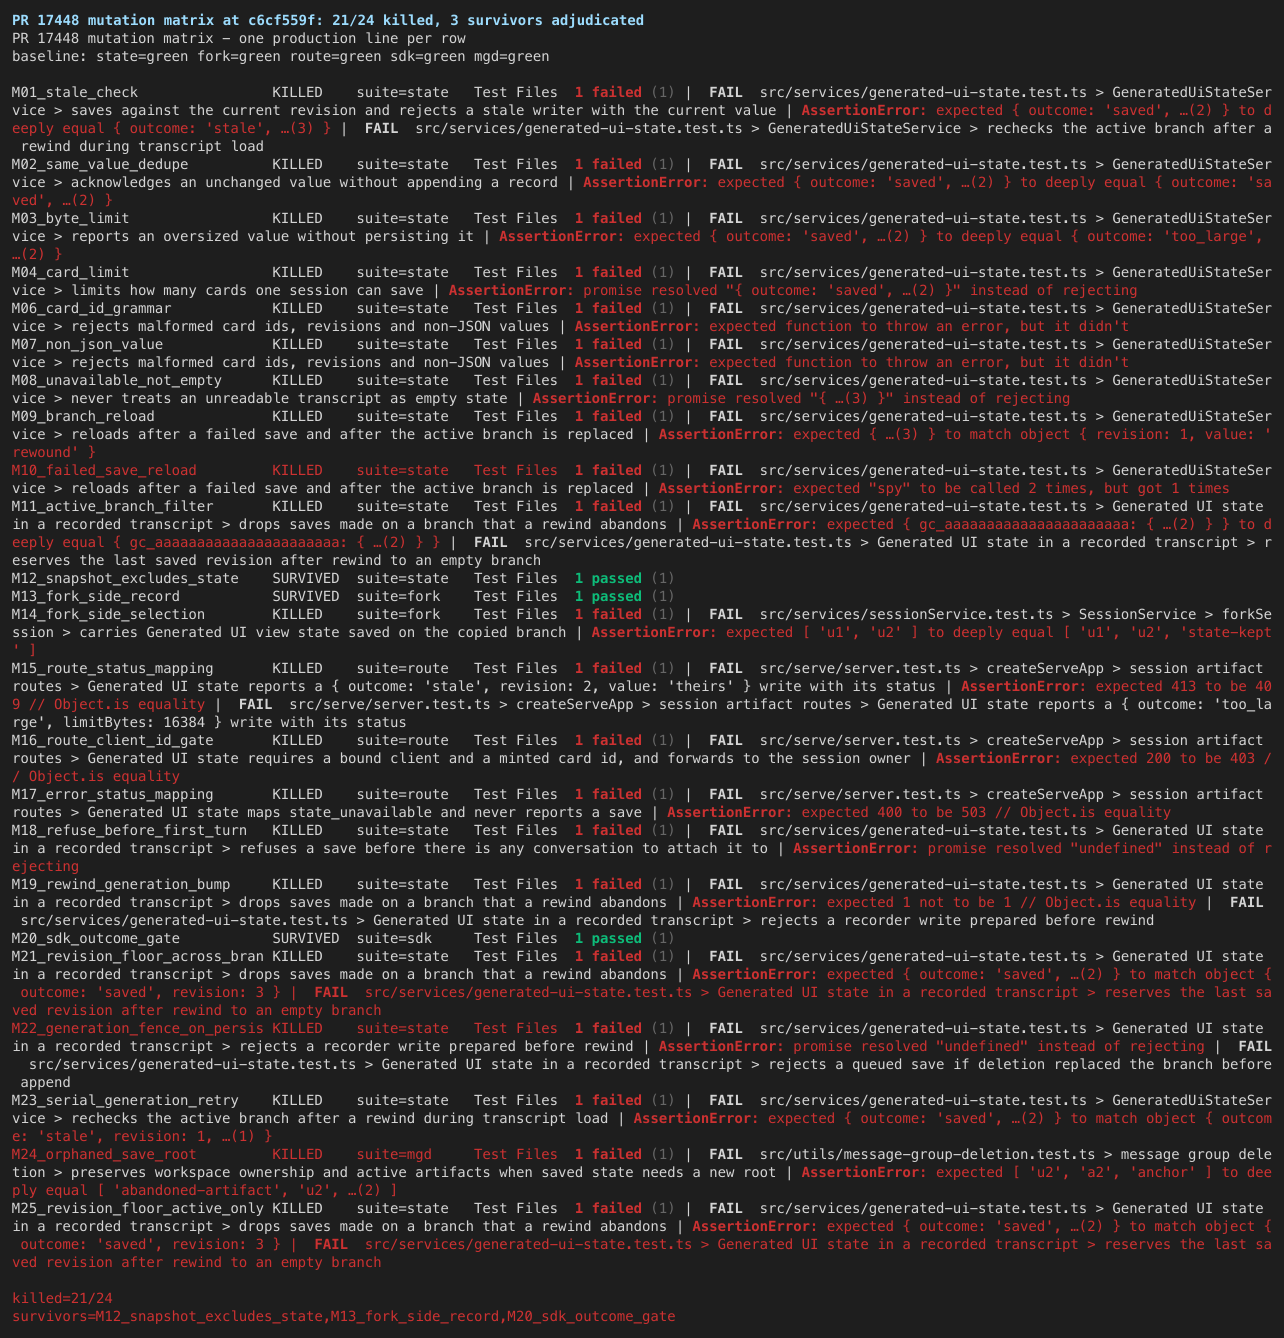 PR 17448 mutation matrix at c6cf559f: 21/24 killed, 3 survivors adjudicated
PR 17448 mutation matrix — one production line per row
baseline: state=green fork=green route=green sdk=green mgd=green
M01_stale_check KILLED suite=state Test Files 1 failed (1) | FAIL src/services/generated-ui-state.test.ts > GeneratedUiStateSer
vice > saves against the current revision and rejects a stale writer with the current value | AssertionError: expected { outcome: 'saved', …(2) } to d
eeply equal { outcome: 'stale', …(3) } | FAIL src/services/generated-ui-state.test.ts > GeneratedUiStateService > rechecks the active branch after a
rewind during transcript load
M02_same_value_dedupe KILLED suite=state Test Files 1 failed (1) | FAIL src/services/generated-ui-state.test.ts > GeneratedUiStateSer
vice > acknowledges an unchanged value without appending a record | AssertionError: expected { outcome: 'saved', …(2) } to deeply equal { outcome: 'sa
ved', …(2) }
M03_byte_limit KILLED suite=state Test Files 1 failed (1) | FAIL src/services/generated-ui-state.test.ts > GeneratedUiStateSer
vice > reports an oversized value without persisting it | AssertionError: expected { outcome: 'saved', …(2) } to deeply equal { outcome: 'too_large',
…(2) }
M04_card_limit KILLED suite=state Test Files 1 failed (1) | FAIL src/services/generated-ui-state.test.ts > GeneratedUiStateSer
vice > limits how many cards one session can save | AssertionError: promise resolved "{ outcome: 'saved', …(2) }" instead of rejecting
M06_card_id_grammar KILLED suite=state Test Files 1 failed (1) | FAIL src/services/generated-ui-state.test.ts > GeneratedUiStateSer
vice > rejects malformed card ids, revisions and non-JSON values | AssertionError: expected function to throw an error, but it didn't
M07_non_json_value KILLED suite=state Test Files 1 failed (1) | FAIL src/services/generated-ui-state.test.ts > GeneratedUiStateSer
vice > rejects malformed card ids, revisions and non-JSON values | AssertionError: expected function to throw an error, but it didn't
M08_unavailable_not_empty KILLED suite=state Test Files 1 failed (1) | FAIL src/services/generated-ui-state.test.ts > GeneratedUiStateSer
vice > never treats an unreadable transcript as empty state | AssertionError: promise resolved "{ …(3) }" instead of rejecting
M09_branch_reload KILLED suite=state Test Files 1 failed (1) | FAIL src/services/generated-ui-state.test.ts > GeneratedUiStateSer
vice > reloads after a failed save and after the active branch is replaced | AssertionError: expected { …(3) } to match object { revision: 1, value: '
rewound' }
M10_failed_save_reload KILLED suite=state Test Files 1 failed (1) | FAIL src/services/generated-ui-state.test.ts > GeneratedUiStateSer
vice > reloads after a failed save and after the active branch is replaced | AssertionError: expected "spy" to be called 2 times, but got 1 times
M11_active_branch_filter KILLED suite=state Test Files 1 failed (1) | FAIL src/services/generated-ui-state.test.ts > Generated UI state
in a recorded transcript > drops saves made on a branch that a rewind abandons | AssertionError: expected { gc_aaaaaaaaaaaaaaaaaaaaaa: { …(2) } } to d
eeply equal { gc_aaaaaaaaaaaaaaaaaaaaaa: { …(2) } } | FAIL src/services/generated-ui-state.test.ts > Generated UI state in a recorded transcript > r
eserves the last saved revision after rewind to an empty branch
M12_snapshot_excludes_state SURVIVED suite=state Test Files 1 passed (1)
M13_fork_side_record SURVIVED suite=fork Test Files 1 passed (1)
M14_fork_side_selection KILLED suite=fork Test Files 1 failed (1) | FAIL src/services/sessionService.test.ts > SessionService > forkSe
ssion > carries Generated UI view state saved on the copied branch | AssertionError: expected [ 'u1', 'u2' ] to deeply equal [ 'u1', 'u2', 'state-kept
' ]
M15_route_status_mapping KILLED suite=route Test Files 1 failed (1) | FAIL src/serve/server.test.ts > createServeApp > session artifact
routes > Generated UI state reports a { outcome: 'stale', revision: 2, value: 'theirs' } write with its status | AssertionError: expected 413 to be 40
9 // Object.is equality | FAIL src/serve/server.test.ts > createServeApp > session artifact routes > Generated UI state reports a { outcome: 'too_la
rge', limitBytes: 16384 } write with its status
M16_route_client_id_gate KILLED suite=route Test Files 1 failed (1) | FAIL src/serve/server.test.ts > createServeApp > session artifact
routes > Generated UI state requires a bound client and a minted card id, and forwards to the session owner | AssertionError: expected 200 to be 403 /
/ Object.is equality
M17_error_status_mapping KILLED suite=route Test Files 1 failed (1) | FAIL src/serve/server.test.ts > createServeApp > session artifact
routes > Generated UI state maps state_unavailable and never reports a save | AssertionError: expected 400 to be 503 // Object.is equality
M18_refuse_before_first_turn KILLED suite=state Test Files 1 failed (1) | FAIL src/services/generated-ui-state.test.ts > Generated UI state
in a recorded transcript > refuses a save before there is any conversation to attach it to | AssertionError: promise resolved "undefined" instead of r
ejecting
M19_rewind_generation_bump KILLED suite=state Test Files 1 failed (1) | FAIL src/services/generated-ui-state.test.ts > Generated UI state
in a recorded transcript > drops saves made on a branch that a rewind abandons | AssertionError: expected 1 not to be 1 // Object.is equality | FAIL
src/services/generated-ui-state.test.ts > Generated UI state in a recorded transcript > rejects a recorder write prepared before rewind
M20_sdk_outcome_gate SURVIVED suite=sdk Test Files 1 passed (1)
M21_revision_floor_across_bran KILLED suite=state Test Files 1 failed (1) | FAIL src/services/generated-ui-state.test.ts > Generated UI state
in a recorded transcript > drops saves made on a branch that a rewind abandons | AssertionError: expected { outcome: 'saved', …(2) } to match object {
outcome: 'saved', revision: 3 } | FAIL src/services/generated-ui-state.test.ts > Generated UI state in a recorded transcript > reserves the last sa
ved revision after rewind to an empty branch
M22_generation_fence_on_persis KILLED suite=state Test Files 1 failed (1) | FAIL src/services/generated-ui-state.test.ts > Generated UI state
in a recorded transcript > rejects a recorder write prepared before rewind | AssertionError: promise resolved "undefined" instead of rejecting | FAIL
src/services/generated-ui-state.test.ts > Generated UI state in a recorded transcript > rejects a queued save if deletion replaced the branch before
append
M23_serial_generation_retry KILLED suite=state Test Files 1 failed (1) | FAIL src/services/generated-ui-state.test.ts > GeneratedUiStateSer
vice > rechecks the active branch after a rewind during transcript load | AssertionError: expected { outcome: 'saved', …(2) } to match object { outcom
e: 'stale', revision: 1, …(1) }
M24_orphaned_save_root KILLED suite=mgd Test Files 1 failed (1) | FAIL src/utils/message-group-deletion.test.ts > message group dele
tion > preserves workspace ownership and active artifacts when saved state needs a new root | AssertionError: expected [ 'u2', 'a2', 'anchor' ] to dee
ply equal [ 'abandoned-artifact', 'u2', …(2) ]
M25_revision_floor_active_only KILLED suite=state Test Files 1 failed (1) | FAIL src/services/generated-ui-state.test.ts > Generated UI state
in a recorded transcript > drops saves made on a branch that a rewind abandons | AssertionError: expected { outcome: 'saved', …(2) } to match object {
outcome: 'saved', revision: 3 } | FAIL src/services/generated-ui-state.test.ts > Generated UI state in a recorded transcript > reserves the last sa
ved revision after rewind to an empty branch
killed=21/24
survivors=M12_snapshot_excludes_state,M13_fork_side_record,M20_sdk_outcome_gate